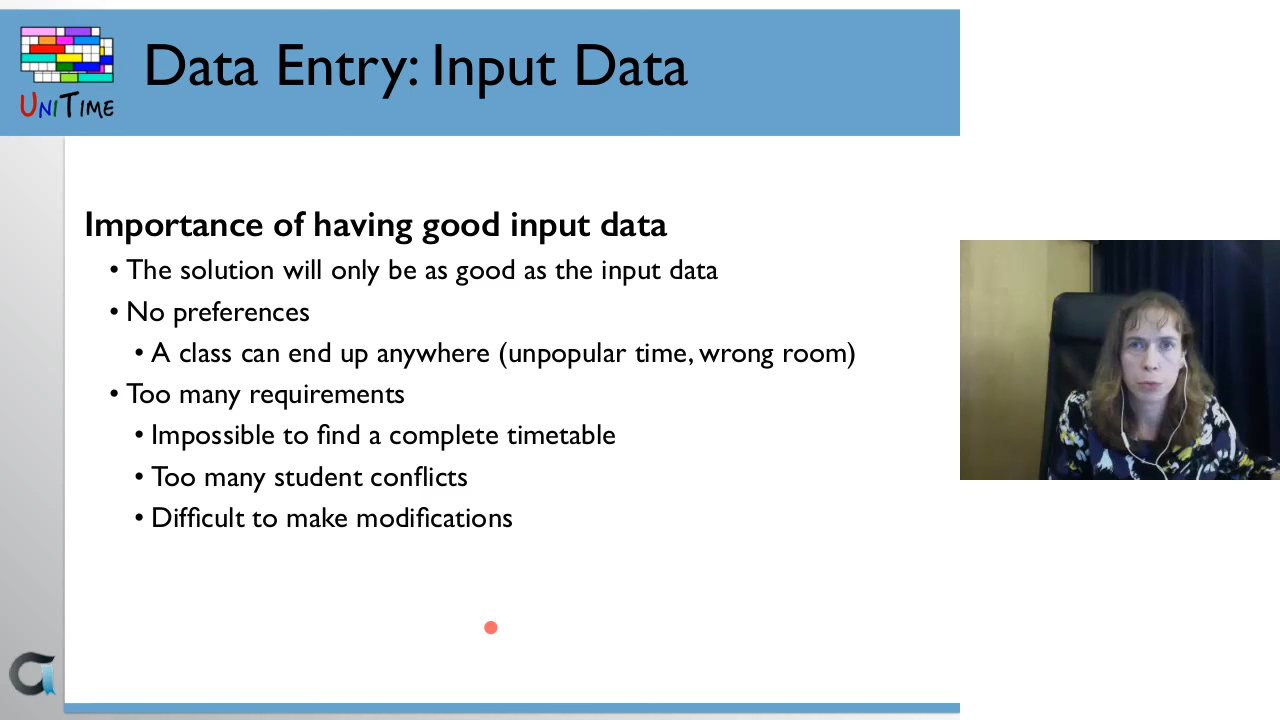 Data Entry: Input Data
UNITIME
Importance of having good input data
• The solution will only be as good as the input data
• No preferences
• A class can end up anywhere (unpopular time, wrong room)
• Too many requirements
• Impossible to find a complete timetable
• Too many student conflicts
• Difficult to make modifications